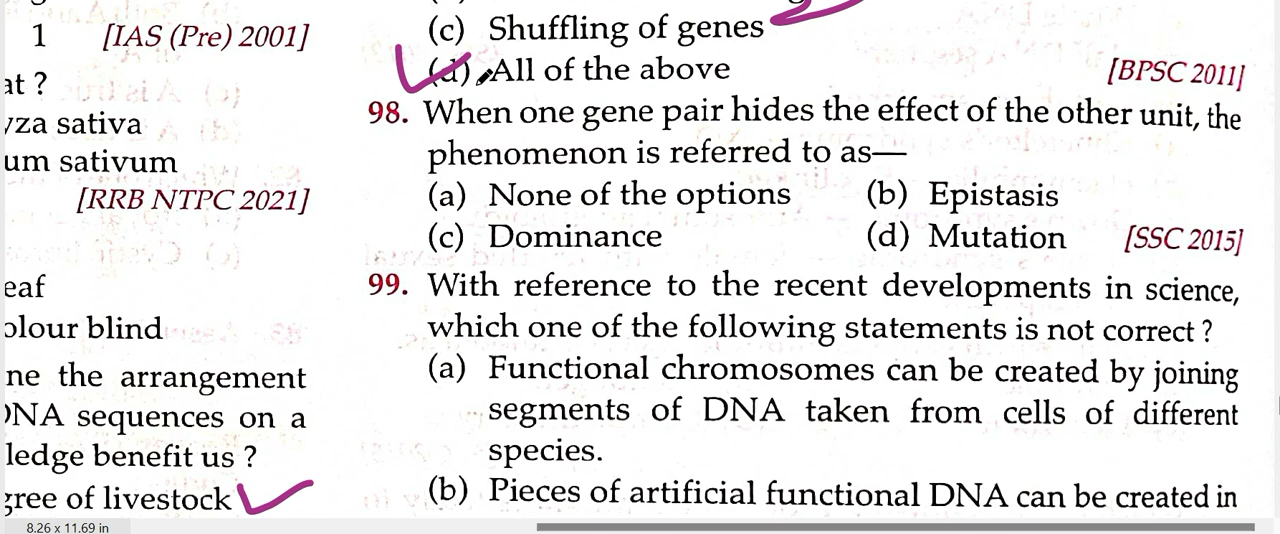 1 [IAS (Pre) 2001]
at ?
yza sativa
um sativum
[RRB NTPC 2021]
eaf
olour blind
ne the arrangement
DNA sequences on a
ledge benefit us ?
gree of livestock
(c) Shuffling of genes
(d) All of the above [BPSC 2011]
98. When one gene pair hides the effect of the other unit, the
phenomenon is referred to as—
(a) None of the options (b) Epistasis
(c) Dominance (d) Mutation [SSC 2015]
99. With reference to the recent developments in science,
which one of the following statements is not correct ?
(a) Functional chromosomes can be created by joining
segments of DNA taken from cells of different
species.
(b) Pieces of artificial functional DNA can be created in
8.26 x 11.69 in